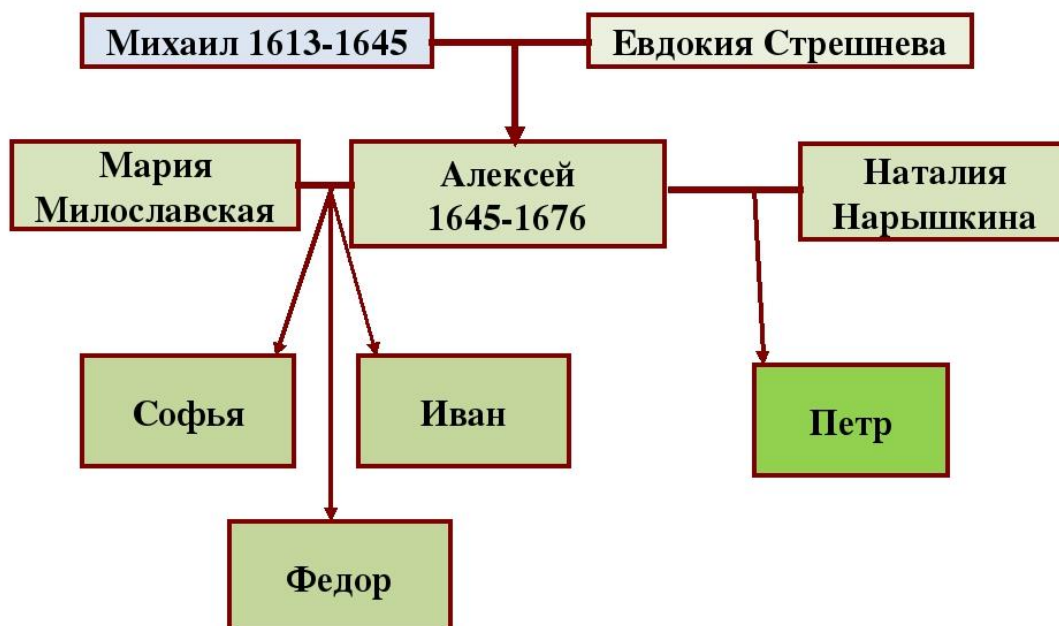 Михаил 1613-1645
Евдокия Стрешнева
Мария
Милославская
Алексей
1645-1676
Наталия
Нарышкина
Софья
Иван
Петр
Федор